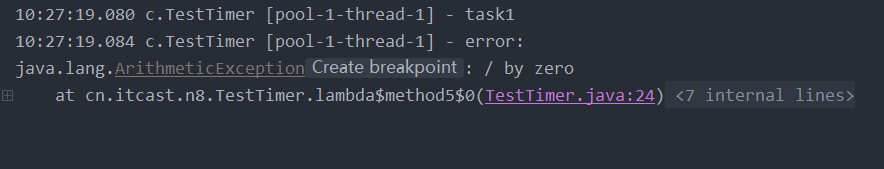 10:27:19.080 c.TestTimer [pool-1-thread-1] - task1
10:27:19.084 c.TestTimer [pool-1-thread-1] - error:
java.lang.ArithmeticException Create breakpoint : / by zero
at cn.itcast.n8.TestTimer.lambda$method5$0(TestTimer.java:24) <7 internal lines>